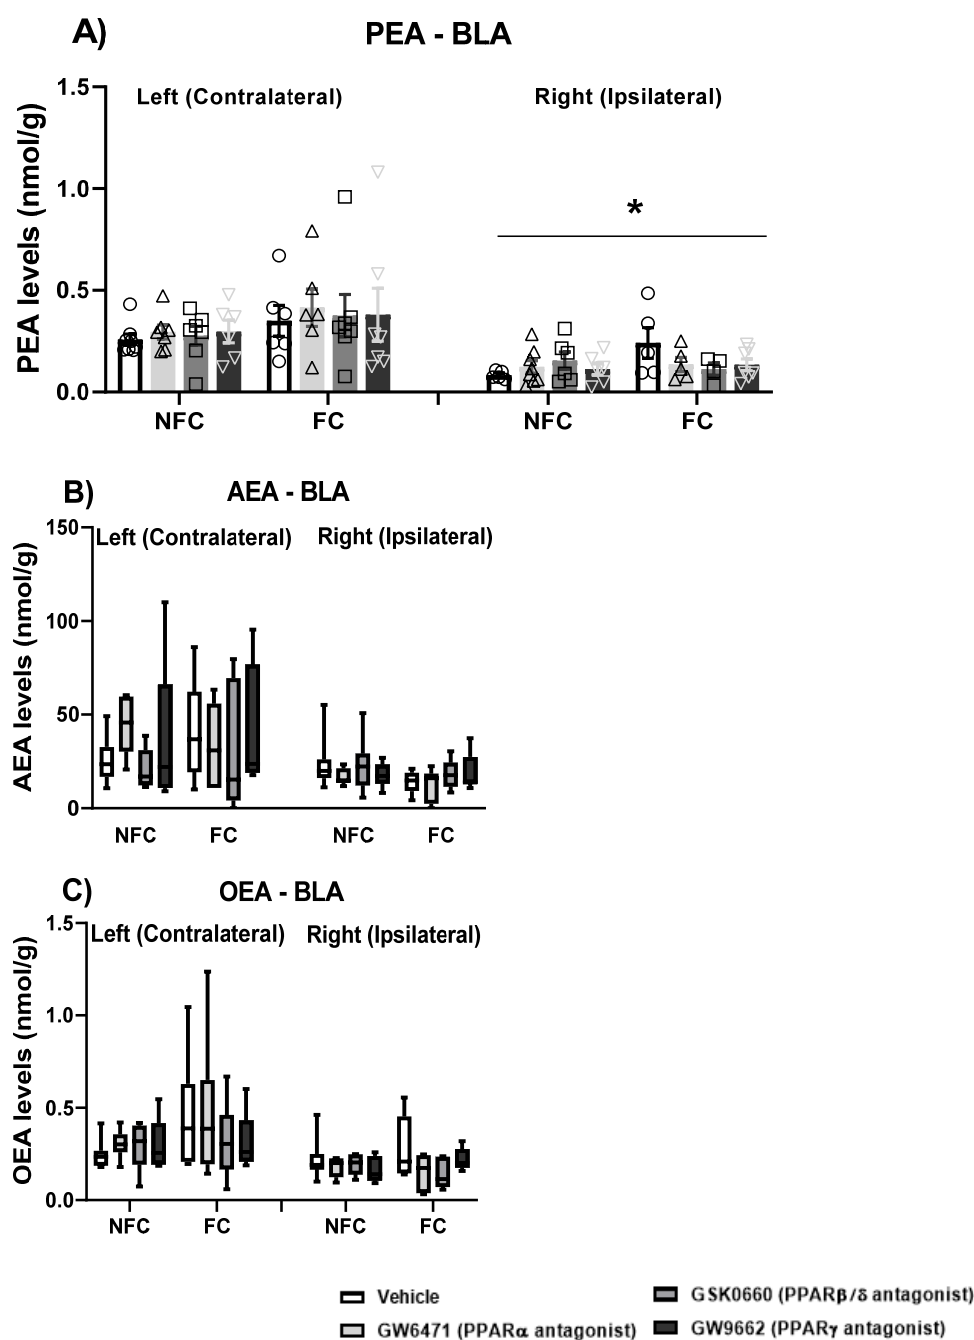 A)
PEA - BLA
Left (Contralateral)
Right (Ipsilateral)
PEA levels (nmol/g)
1.5
1.0
0.5
0.0
*
NFC
FC
NFC
FC
B)
AEA - BLA
Left (Contralateral)
Right (Ipsilateral)
AEA levels (nmol/g)
150
100
50
0
NFC
FC
NFC
FC
C)
OEA - BLA
Left (Contralateral)
Right (Ipsilateral)
OEA levels (nmol/g)
1.5
1.0
0.5
0.0
NFC
FC
NFC
FC
Vehicle
GW6471 (PPARα antagonist)
GSK0660 (PPARβ/δ antagonist)
GW9662 (PPARγ antagonist)